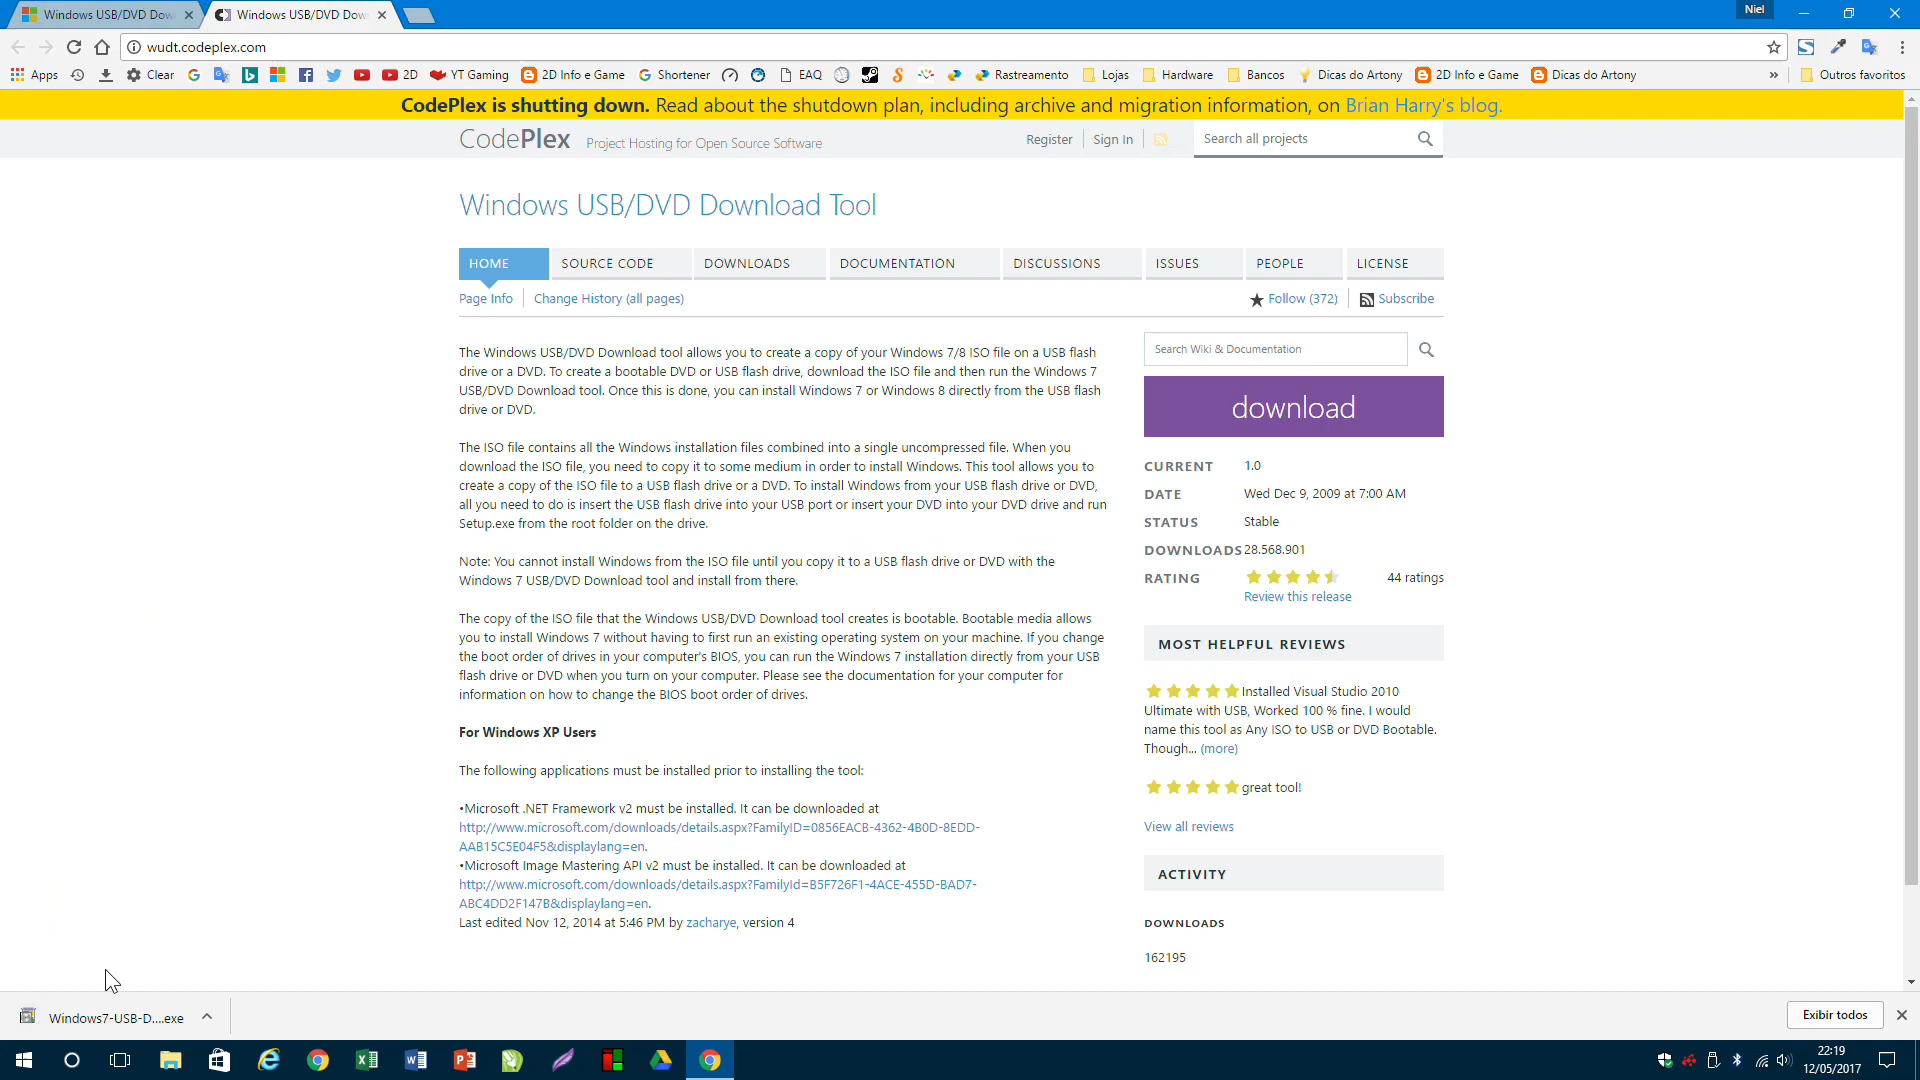 Windows USB/DVD Dow
Windows USB/DVD Dow
Niel
wudt.codeplex.com
Apps
Clear
2D
YT Gaming
2D Info e Game
Shortener
EAQ
Rastreamento
Lojas
Hardware
Bancos
Dicas do Artony
2D Info e Game
Dicas do Artony
»
Outros favoritos
CodePlex is shutting down. Read about the shutdown plan, including archive and migration information, on Brian Harry's blog.
CodePlex Project Hosting for Open Source Software
Register
Sign In
Search all projects
Windows USB/DVD Download Tool
HOME
SOURCE CODE
DOWNLOADS
DOCUMENTATION
DISCUSSIONS
ISSUES
PEOPLE
LICENSE
Page Info
Change History (all pages)
Follow (372)
Subscribe
The Windows USB/DVD Download tool allows you to create a copy of your Windows 7/8 ISO file on a USB flash
drive or a DVD. To create a bootable DVD or USB flash drive, download the ISO file and then run the Windows 7
USB/DVD Download tool. Once this is done, you can install Windows 7 or Windows 8 directly from the USB flash
drive or DVD.
The ISO file contains all the Windows installation files combined into a single uncompressed file. When you
download the ISO file, you need to copy it to some medium in order to install Windows. This tool allows you to
create a copy of the ISO file to a USB flash drive or a DVD. To install Windows from your USB flash drive or DVD,
all you need to do is insert the USB flash drive into your USB port or insert your DVD into your DVD drive and run
Setup.exe from the root folder on the drive.
Note: You cannot install Windows from the ISO file until you copy it to a USB flash drive or DVD with the
Windows 7 USB/DVD Download tool and install from there.
The copy of the ISO file that the Windows USB/DVD Download tool creates is bootable. Bootable media allows
you to install Windows 7 without having to first run an existing operating system on your machine. If you change
the boot order of drives in your computer's BIOS, you can run the Windows 7 installation directly from your USB
flash drive or DVD when you turn on your computer. Please see the documentation for your computer for
information on how to change the BIOS boot order of drives.
For Windows XP Users
The following applications must be installed prior to installing the tool:
•Microsoft .NET Framework v2 must be installed. It can be downloaded at
http://www.microsoft.com/downloads/details.aspx?FamilyID=0856EACB-4362-4B0D-8EDD-
AAB15C5E04F5&displaylang=en.
•Microsoft Image Mastering API v2 must be installed. It can be downloaded at
http://www.microsoft.com/downloads/details.aspx?FamilyId=B5F726F1-4ACE-455D-BAD7-
ABC4DD2F147B&displaylang=en.
Last edited Nov 12, 2014 at 5:46 PM by zacharye, version 4
Search Wiki & Documentation
download
CURRENT 1.0
DATE Wed Dec 9, 2009 at 7:00 AM
STATUS Stable
DOWNLOADS 28.568.901
RATING 44 ratings
Review this release
MOST HELPFUL REVIEWS
Installed Visual Studio 2010
Ultimate with USB, Worked 100 % fine. I would
name this tool as Any ISO to USB or DVD Bootable.
Though... (more)
great tool!
View all reviews
ACTIVITY
DOWNLOADS
162195
Windows7-USB-D....exe
Exibir todos
22:19
12/05/2017